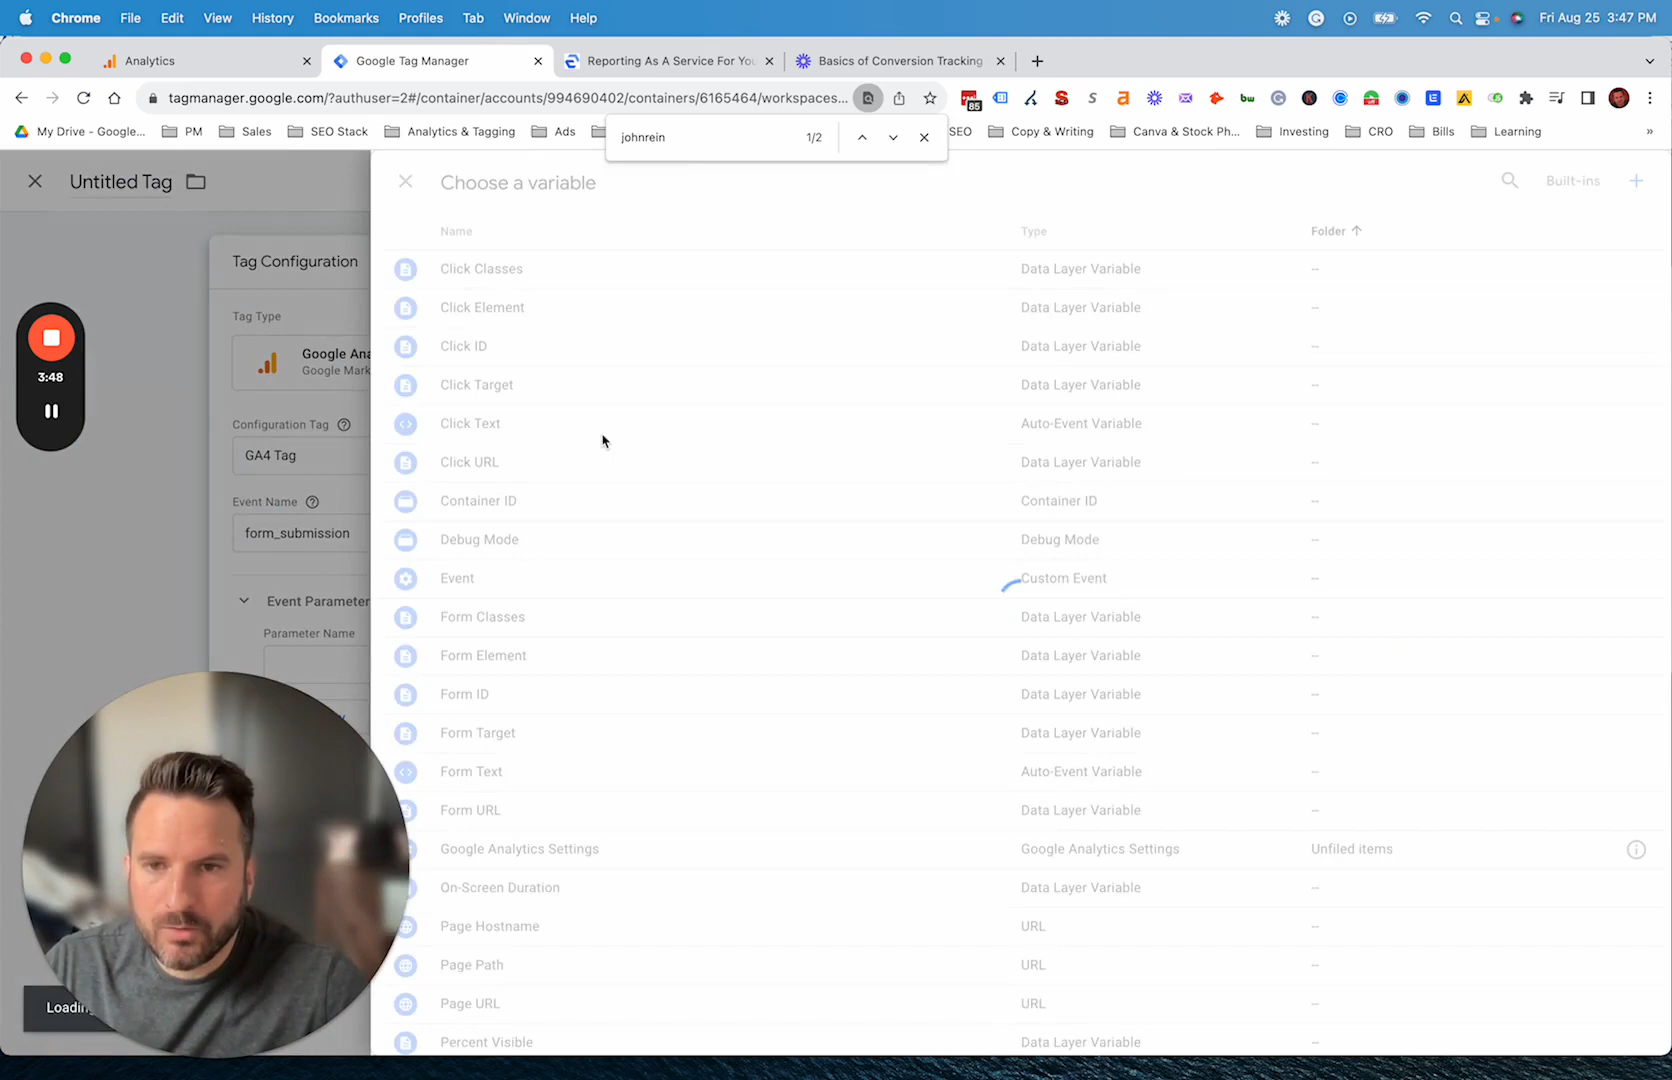 Chrome File Edit View History Bookmarks Profiles Tab Window Help Fri Aug 25 3:47 PM
Analytics Google Tag Manager Reporting As A Service For You Basics of Conversion Tracking
tagmanager.google.com/?authuser=2#/container/accounts/994690402/containers/6165464/workspaces... 85
My Drive - Google... PM Sales SEO Stack Analytics & Tagging Ads SEO Copy & Writing Canva & Stock Ph... Investing CRO Bills Learning »
johnrein 1/2
Untitled Tag
Choose a variable Built-ins
Name Type Folder
Tag Configuration
Tag Type
Google Ana
Google Mark
3:48
Configuration Tag
GA4 Tag
Event Name
form_submission
Event Parameter
Parameter Name
Loading
Click Classes Data Layer Variable --
Click Element Data Layer Variable --
Click ID Data Layer Variable --
Click Target Data Layer Variable --
Click Text Auto-Event Variable --
Click URL Data Layer Variable --
Container ID Container ID --
Debug Mode Debug Mode --
Event Custom Event --
Form Classes Data Layer Variable --
Form Element Data Layer Variable --
Form ID Data Layer Variable --
Form Target Data Layer Variable --
Form Text Auto-Event Variable --
Form URL Data Layer Variable --
Google Analytics Settings Google Analytics Settings Unfiled items
On-Screen Duration Data Layer Variable --
Page Hostname URL --
Page Path URL --
Page URL URL --
Percent Visible Data Layer Variable --